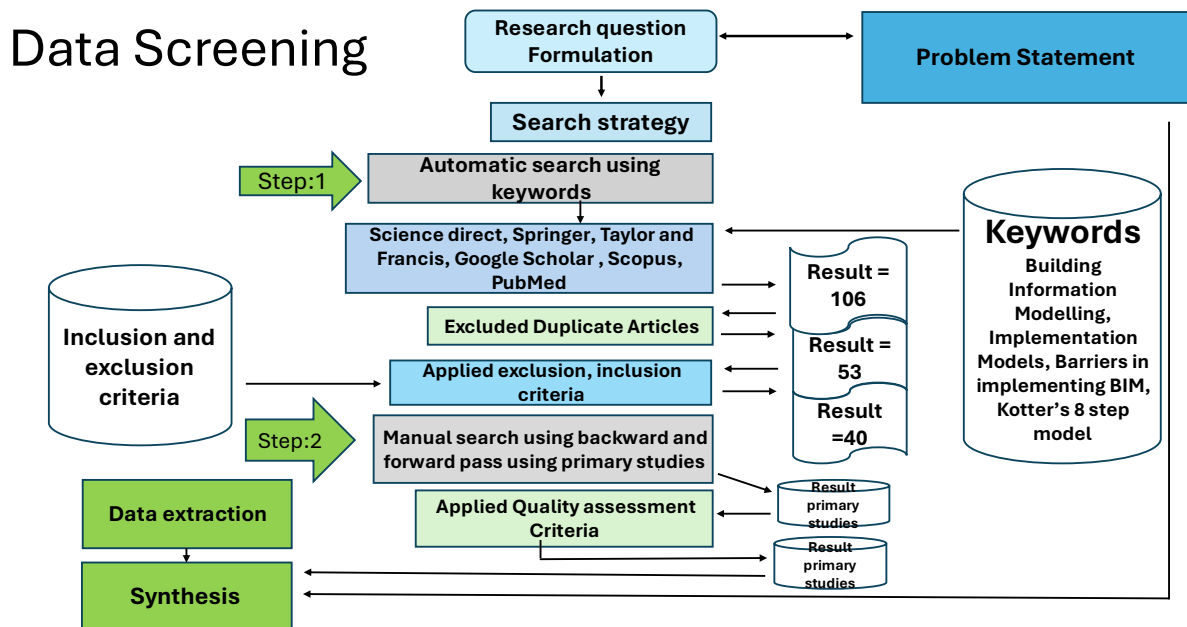 Data Screening
Research question
Formulation
Problem Statement
Search strategy
Step:1
Automatic search using
keywords
Science direct, Springer, Taylor and
Francis, Google Scholar , Scopus,
PubMed
Keywords
Building
Information
Modelling,
Implementation
Models, Barriers in
implementing BIM,
Kotter's 8 step
model
Result =
106
Excluded Duplicate Articles
Result =
53
Inclusion and
exclusion
criteria
Applied exclusion, inclusion
criteria
Result
=40
Step:2
Manual search using backward and
forward pass using primary studies
Result
primary
studies
Applied Quality assessment
Criteria
Result
primary
studies
Data extraction
Synthesis